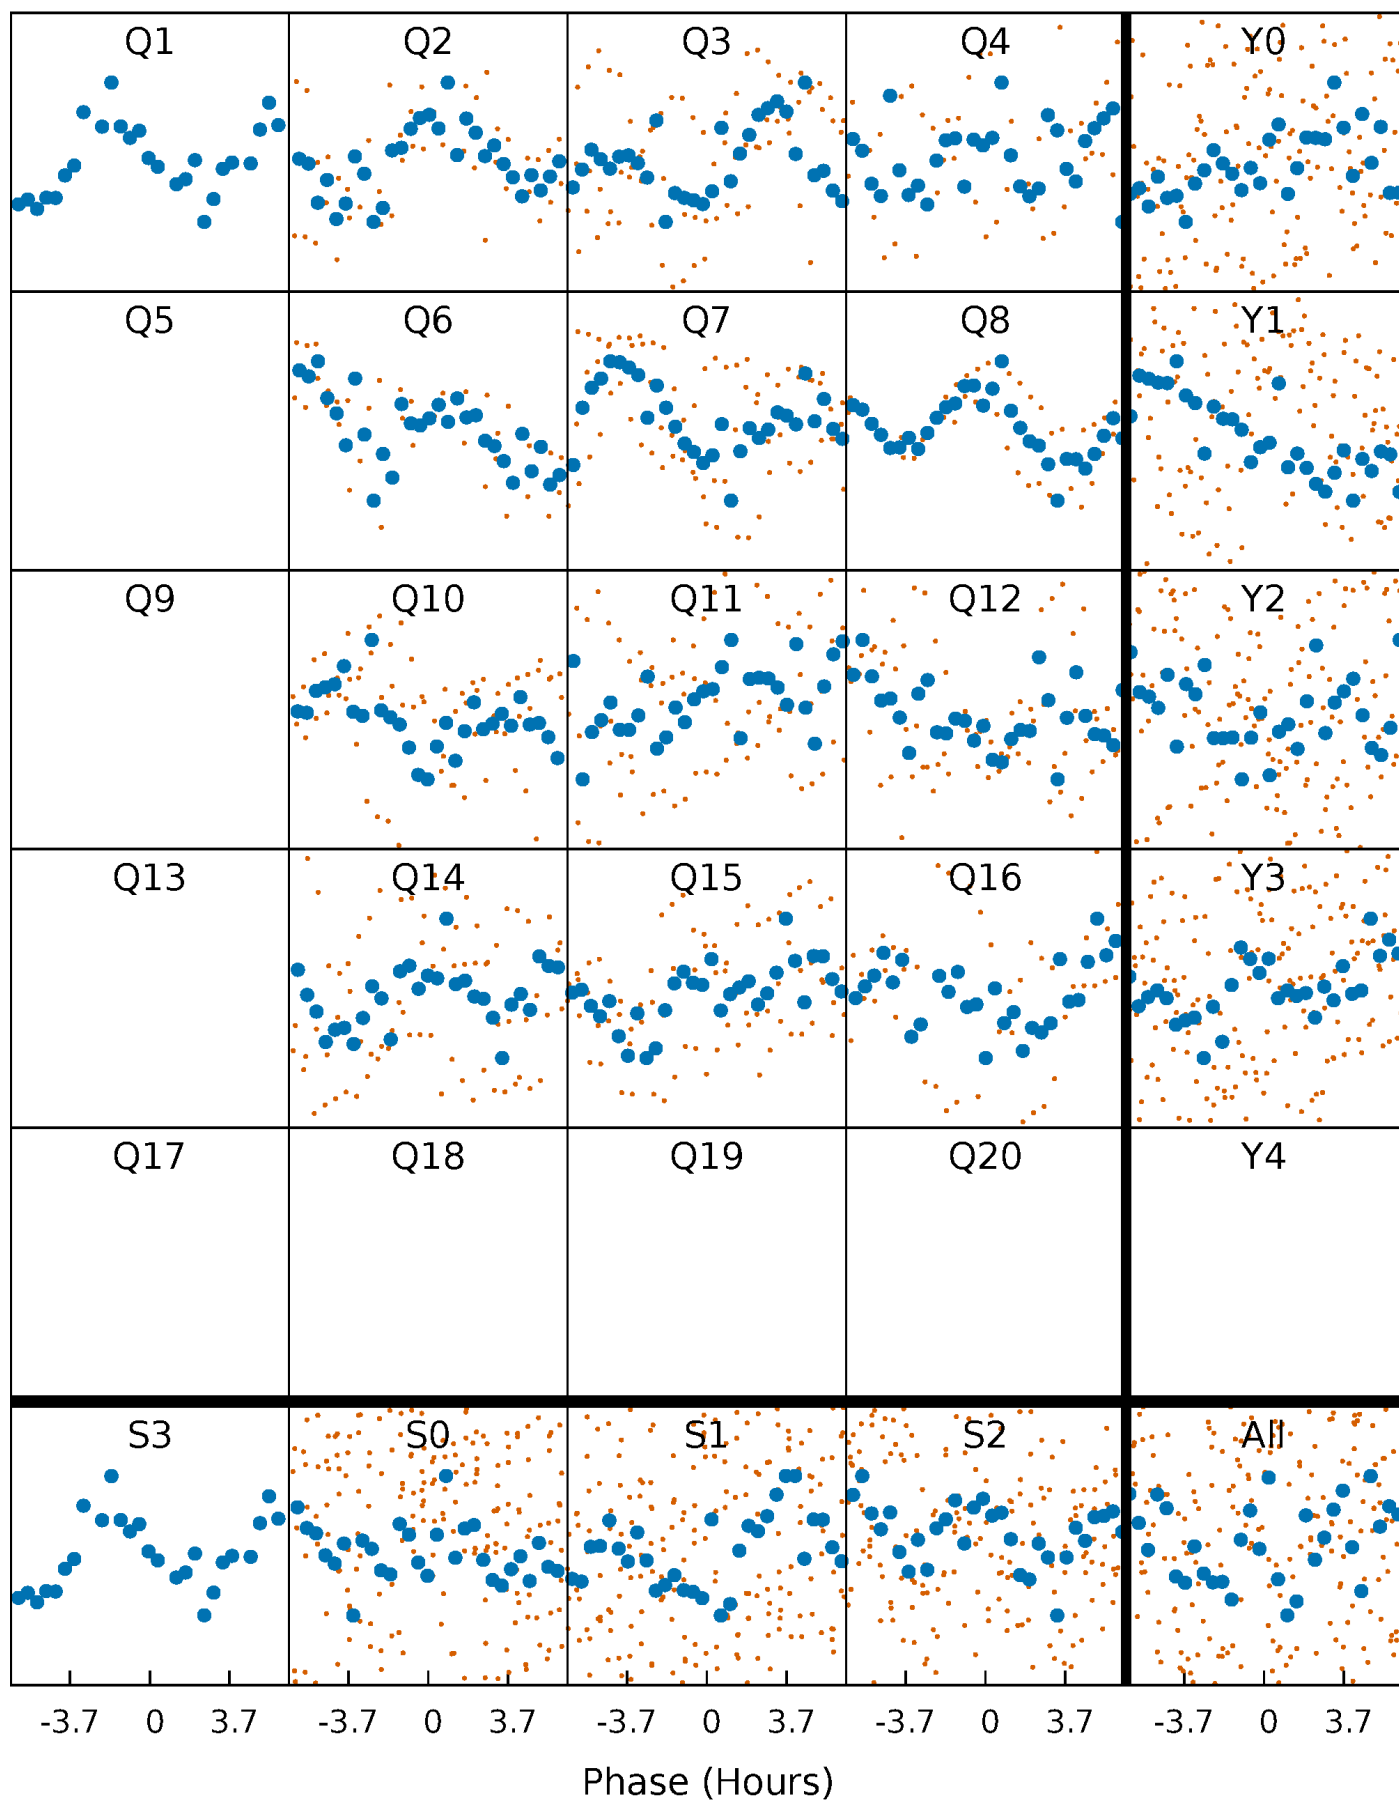 Q1 Q2 Q3 Q4 Y0
Q5 Q6 Q7 Q8 Y1
Q9 Q10 Q11 Q12 Y2
Q13 Q14 Q15 Q16 Y3
Q17 Q18 Q19 Q20 Y4
S3 S0 S1 S2 All
-3.7 0 3.7 -3.7 0 3.7 -3.7 0 3.7 -3.7 0 3.7 -3.7 0 3.7
Phase (Hours)